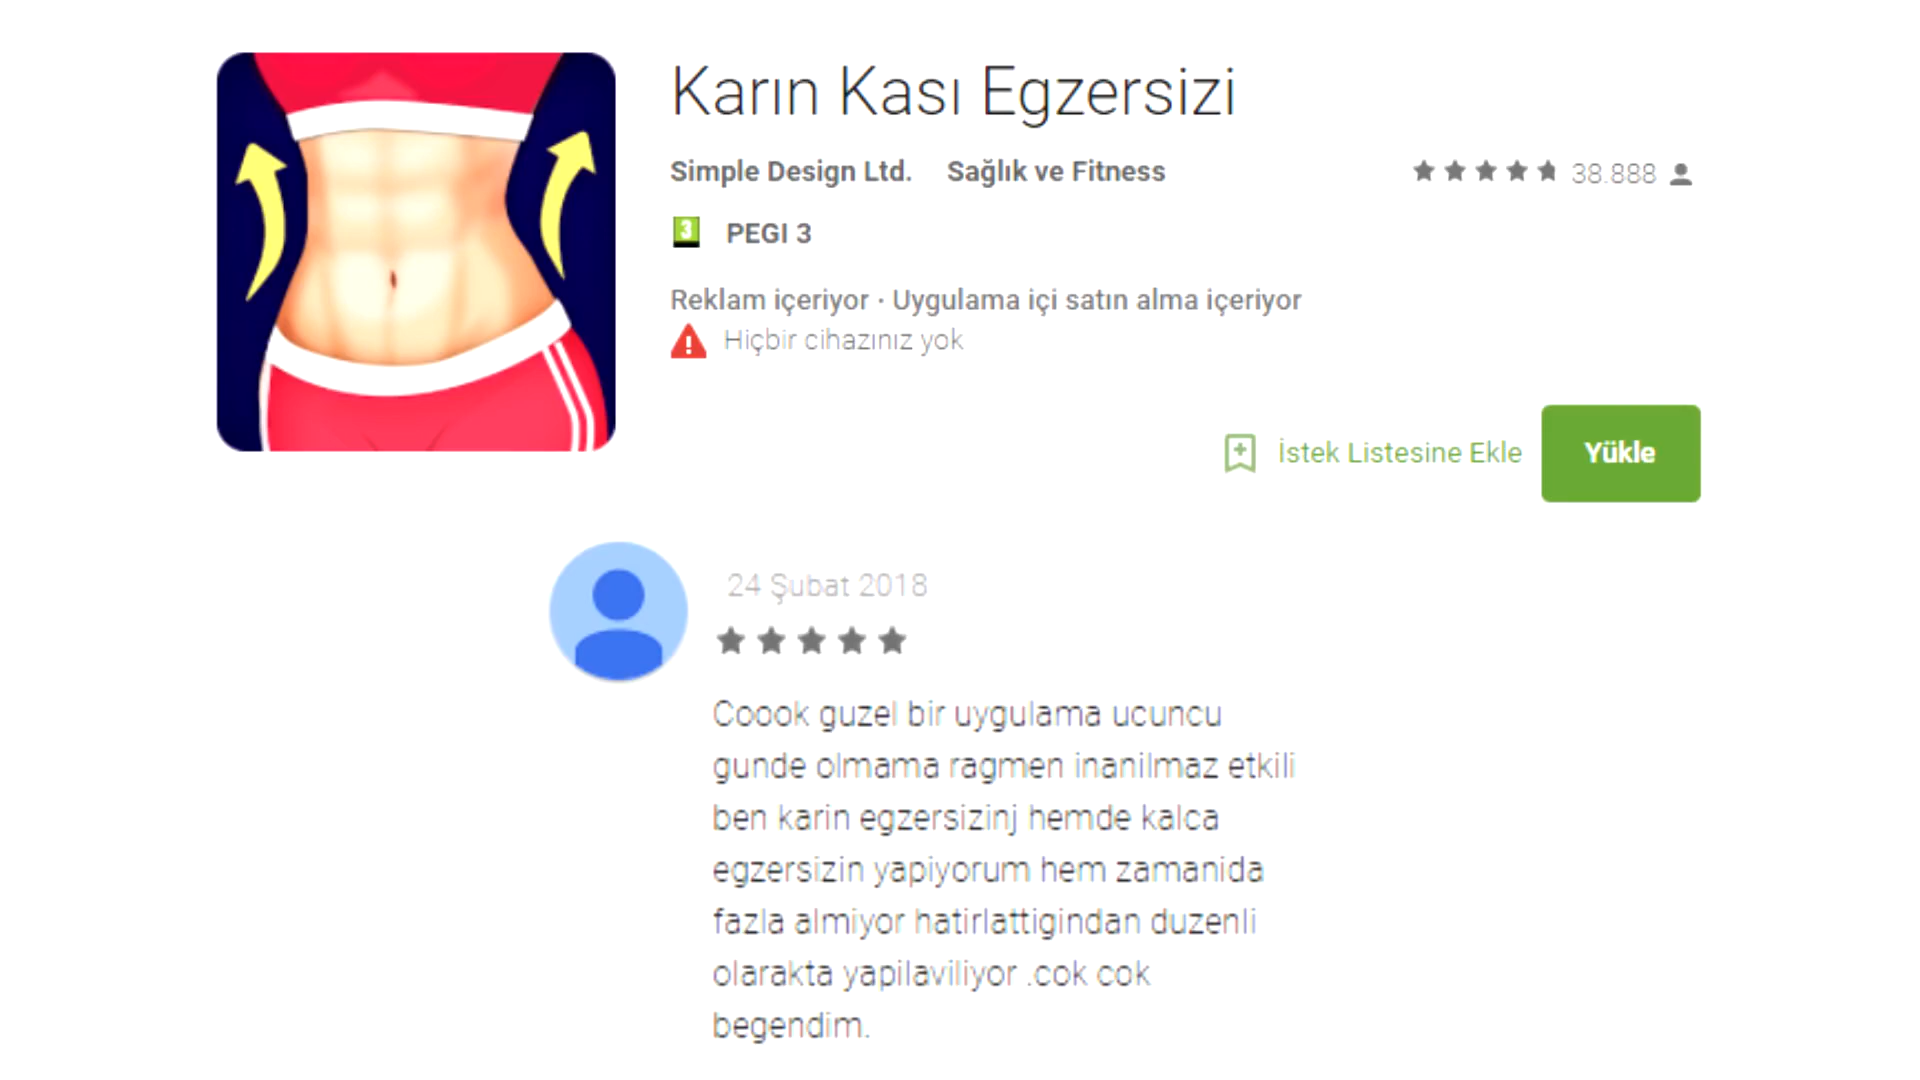 Karın Kası Egzersizi
Simple Design Ltd. Sağlık ve Fitness 38.888
3 PEGI 3
Reklam içeriyor · Uygulama içi satın alma içeriyor
Hiçbir cihazınız yok
İstek Listesine Ekle Yükle
24 Şubat 2018
Coook guzel bir uygulama ucuncu
gunde olmama ragmen inanilmaz etkili
ben karin egzersizinj hemde kalca
egzersizin yapiyorum hem zamanida
fazla almiyor hatirlattigindan duzenli
olarakta yapilaviliyor .cok cok
begendim.